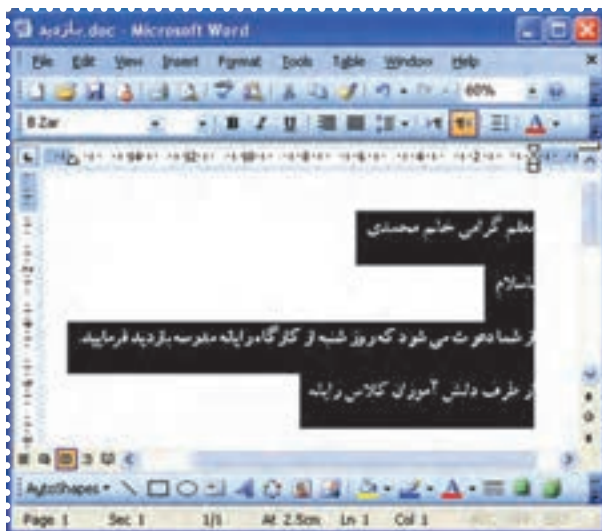 بازدید.doc - Microsoft Word
File Edit View Insert Format Tools Table Window Help
60%
B Zar B I U A
معلم گرامی خانم محمدی
باسلام
از شما دعوت می شود که روز شنبه از کارگاه رایانه مدرسه بازدید فرمایید.
از طرف دانش آموزان کلاس رایانه
AutoShapes
Page 1 Sec 1 1/1 At 2.5cm Ln 1 Col 1